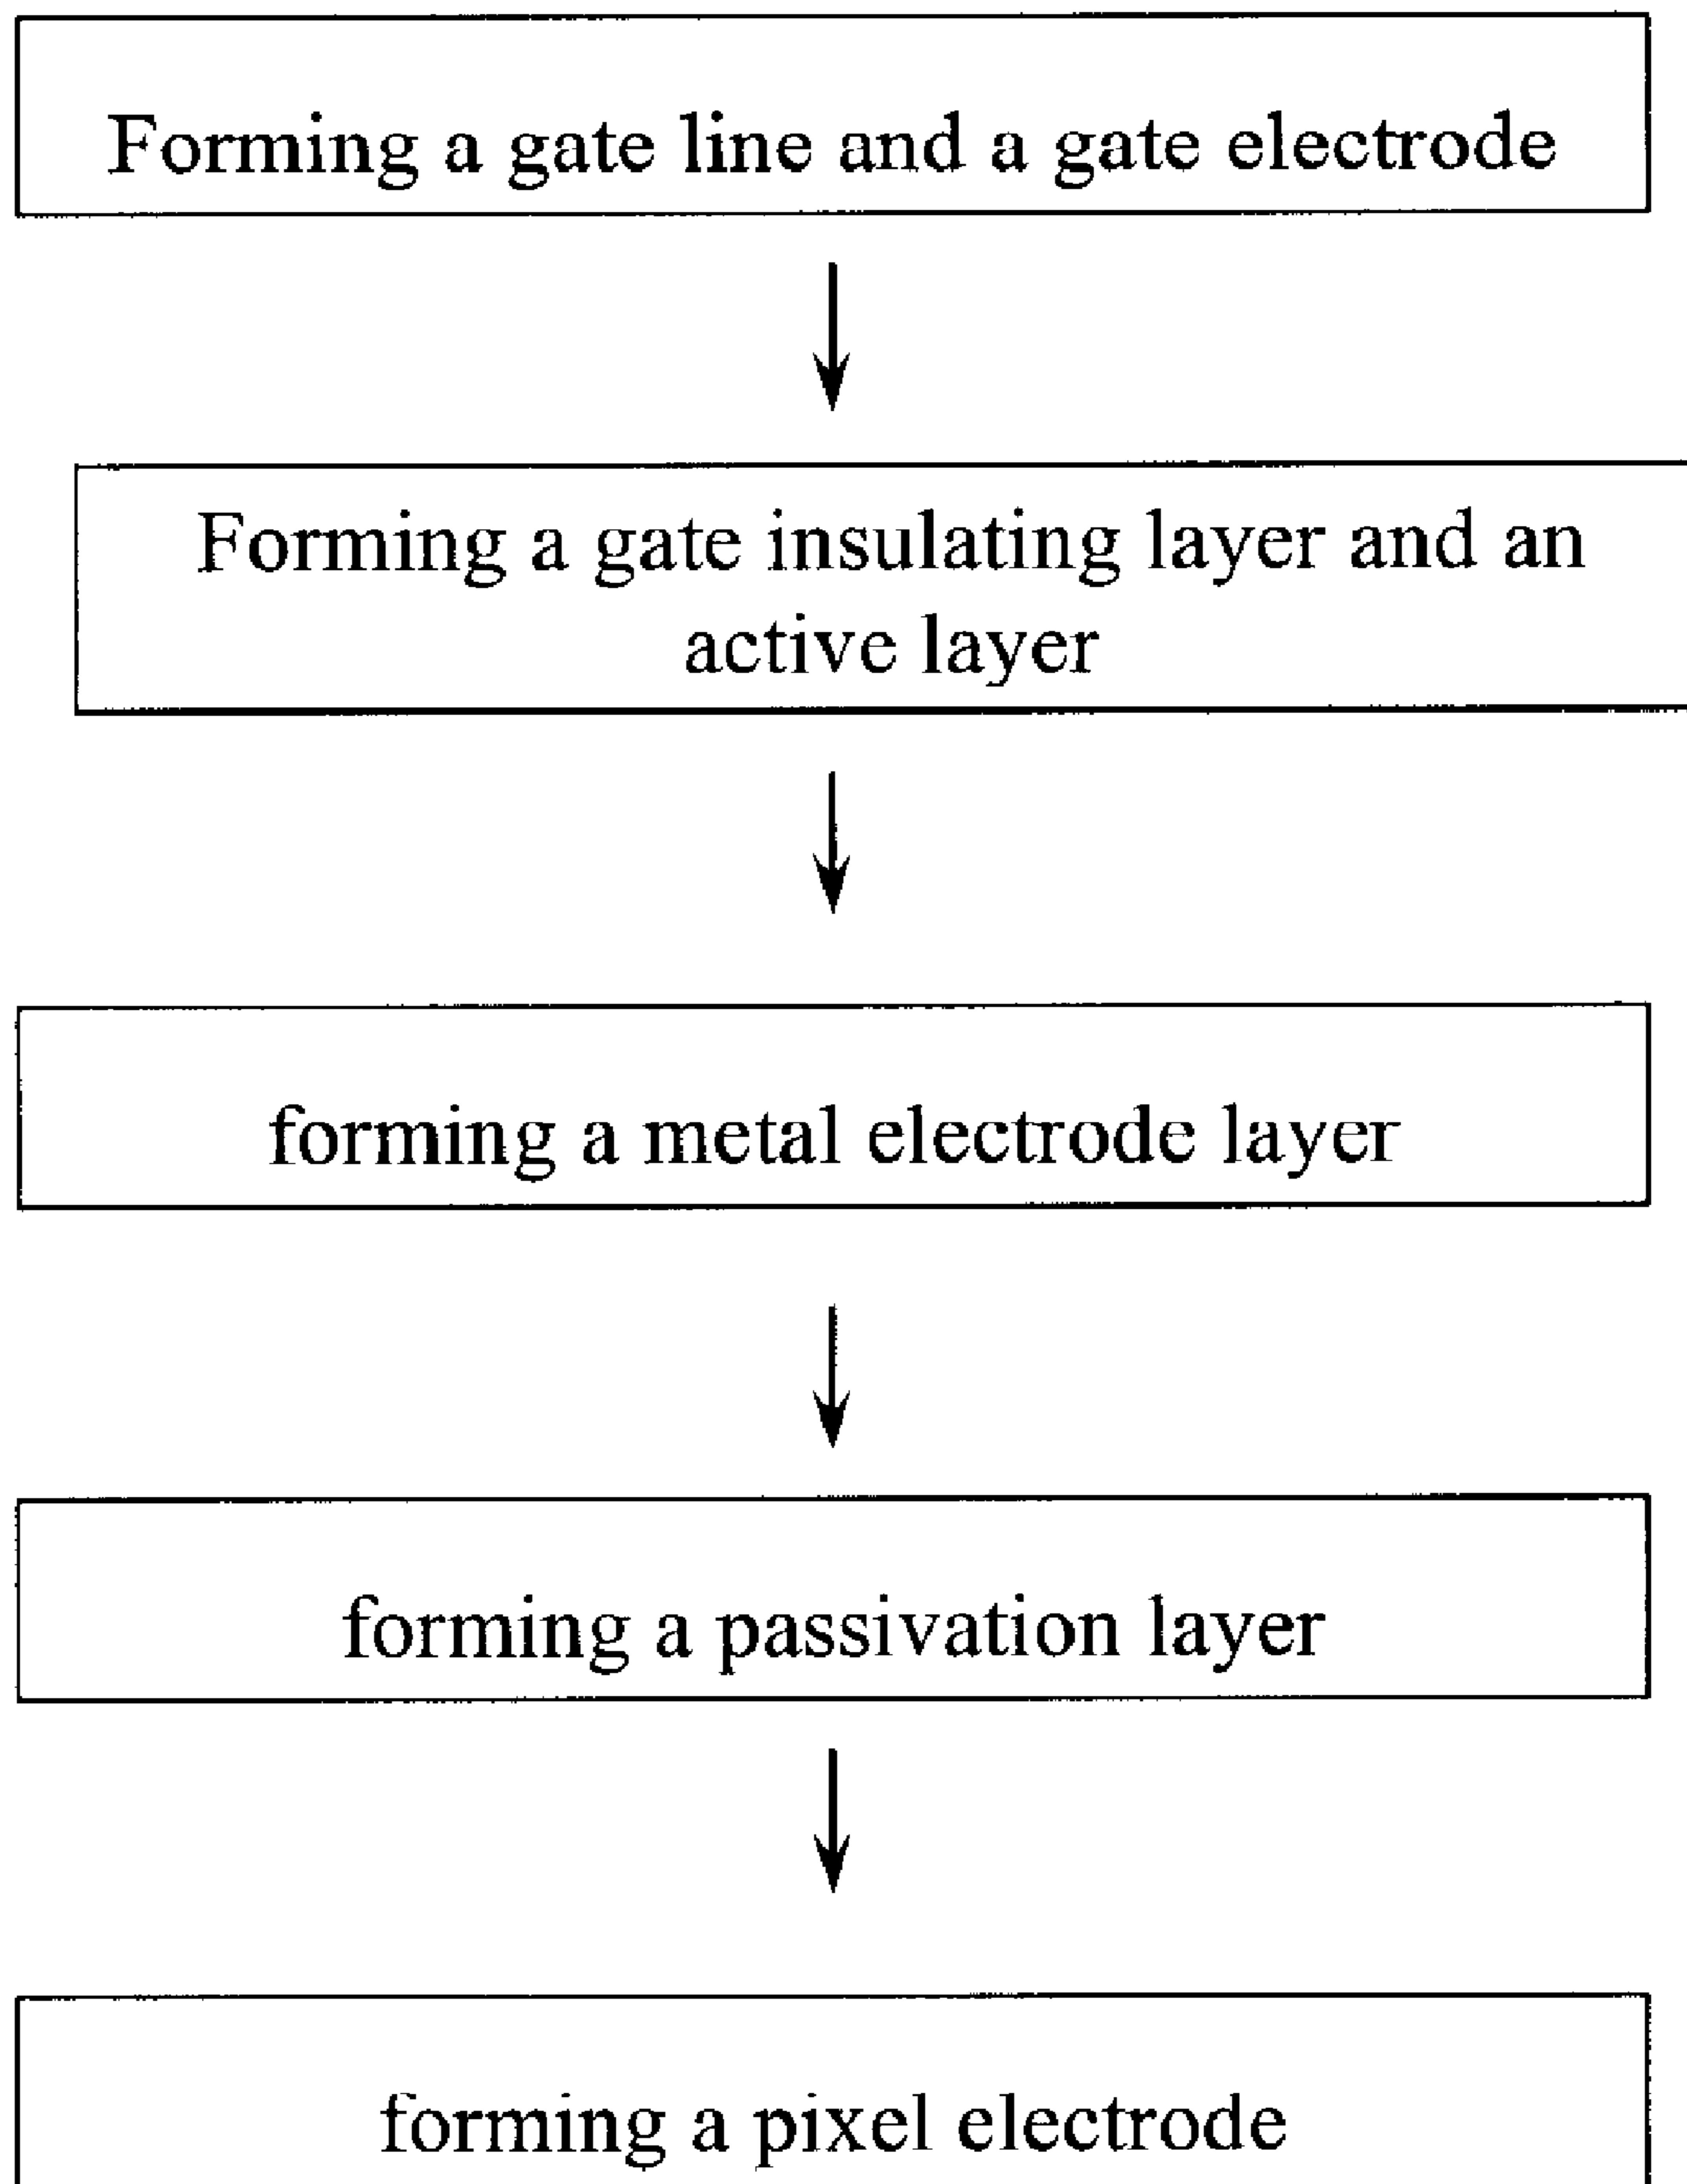 Forming a gate line and a gate electrode
Forming a gate insulating layer and an
active layer
forming a metal electrode layer
forming a passivation layer
forming a pixel electrode